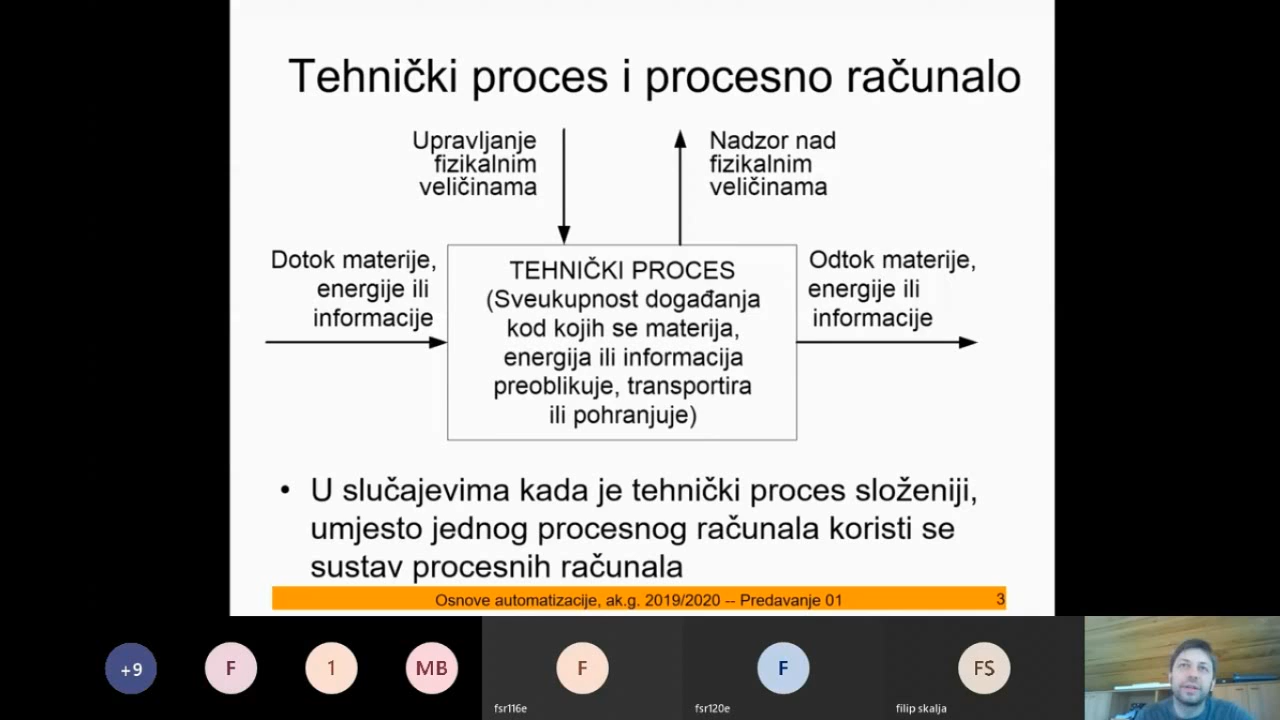 Tehnički proces i procesno računalo
Upravljanje
fizikalnim
veličinama
Nadzor nad
fizikalnim
veličinama
Dotok materije,
energije ili
informacije
TEHNIČKI PROCES
(Sveukupnost događanja
kod kojih se materija,
energija ili informacija
preoblikuje, transportira
ili pohranjuje)
Odtok materije,
energije ili
informacije
• U slučajevima kada je tehnički proces složeniji,
umjesto jednog procesnog računala koristi se
sustav procesnih računala
Osnove automatizacije, ak.g. 2019/2020 -- Predavanje 01
3
+9
F
1
MB
F
fsr116e
F
fsr120e
FS
filip skalja